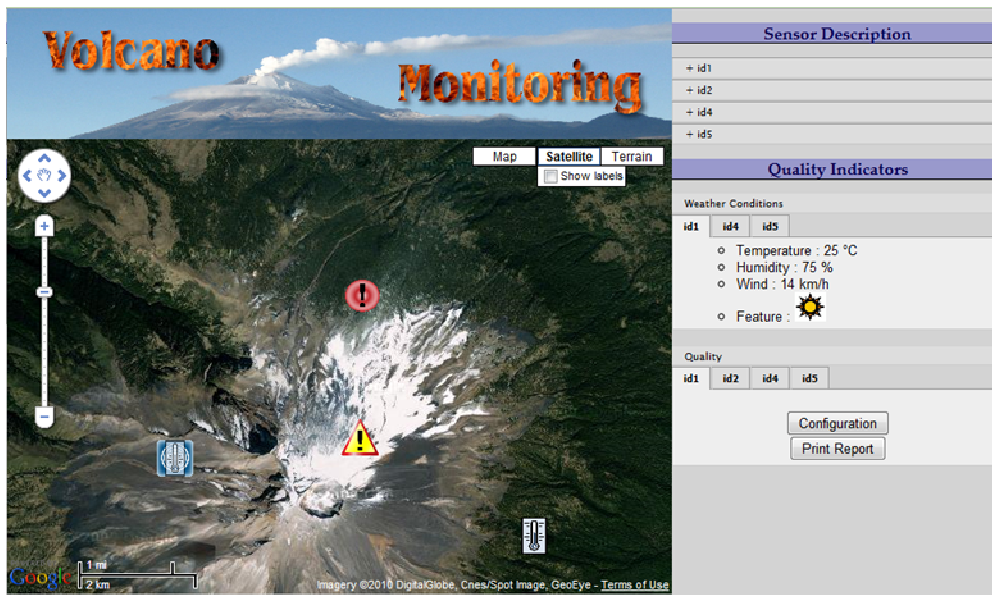 Volcano
Monitoring
Map Satellite Terrain
Show labels
!
!
1 mi
2 km
Google
Imagery ©2010 DigitalGlobe, Cnes/Spot Image, GeoEye - Terms of Use
Sensor Description
+ id1
+ id2
+ id4
+ id5
Quality Indicators
Weather Conditions
id1 id4 id5
Temperature : 25 °C
Humidity : 75 %
Wind : 14 km/h
Feature :
Quality
id1 id2 id4 id5
Configuration
Print Report